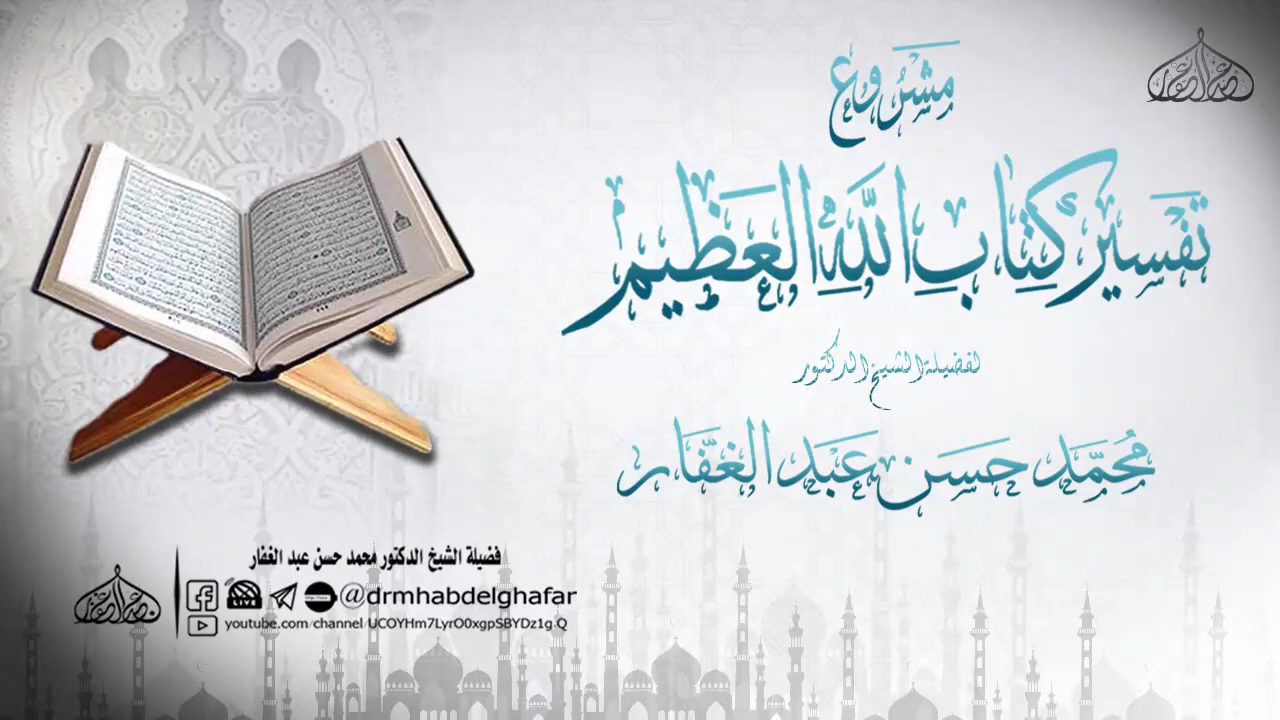 مشروع
تفسير كتاب الله العظيم
لفضيلة الشيخ الدكتور
محمد حسن عبد الغفار
فضيلة الشيخ الدكتور محمد حسن عبد الغفار
LIVE @drmhabdelghafar
youtube.com/channel/UCOYHm7LyrO0xgpSBYDz1g-Q